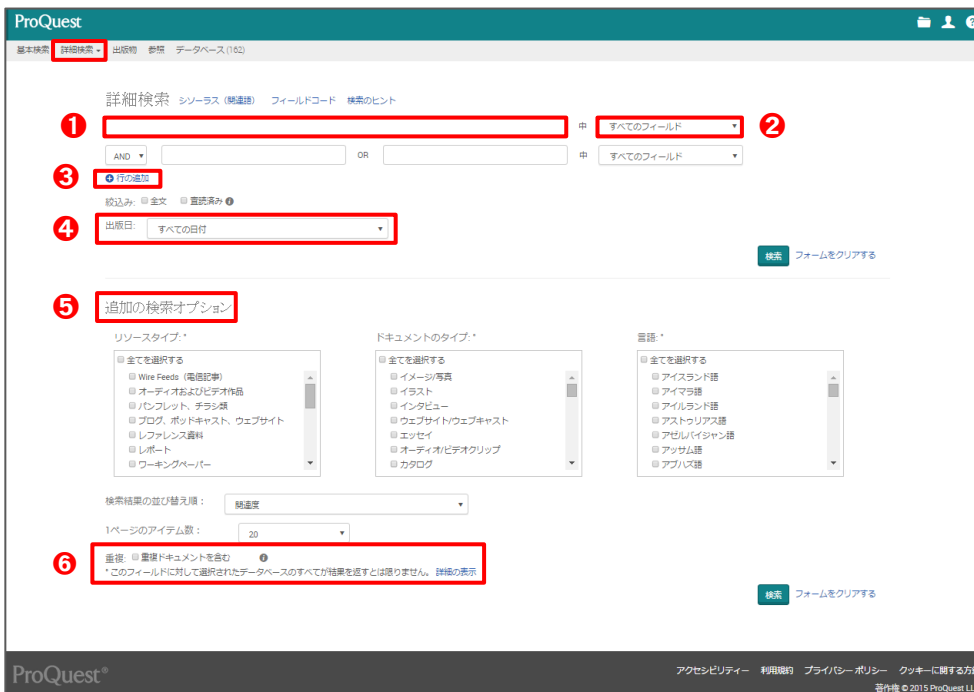 ProQuest
基本検索 詳細検索 出版物 参照 データベース (162)
詳細検索 シソーラス (関連語) フィールドコード 検索のヒント
❶ 中 すべてのフィールド ❷
AND OR 中 すべてのフィールド
❸ 行の追加
絞込み: 全文 査読済み
❹ 出版日: すべての日付
検索 フォームをクリアする
❺ 追加の検索オプション
リソースタイプ: * ドキュメントのタイプ: * 言語: *
全てを選択する 全てを選択する 全てを選択する
Wire Feeds (電信記事) イメージ/写真 アイスランド語
オーディオおよびビデオ作品 イラスト アイマラ語
パンフレット、チラシ類 インタビュー アイルランド語
ブログ、ポッドキャスト、ウェブサイト ウェブサイト/ウェブキャスト アストゥリアス語
レファレンス資料 エッセイ アゼルバイジャン語
レポート オーディオ/ビデオクリップ アッサム語
ワーキングペーパー カタログ アブハズ語
検索結果の並び替え順: 関連度
1ページのアイテム数: 20
❻ 重複: 重複ドキュメントを含む
* このフィールドに対して選択されたデータベースのすべてが結果を返すとは限りません。 詳細の表示
検索 フォームをクリアする
ProQuest®
アクセシビリティー 利用規約 プライバシー ポリシー クッキーに関する方
著作権 © 2015 ProQuest LL